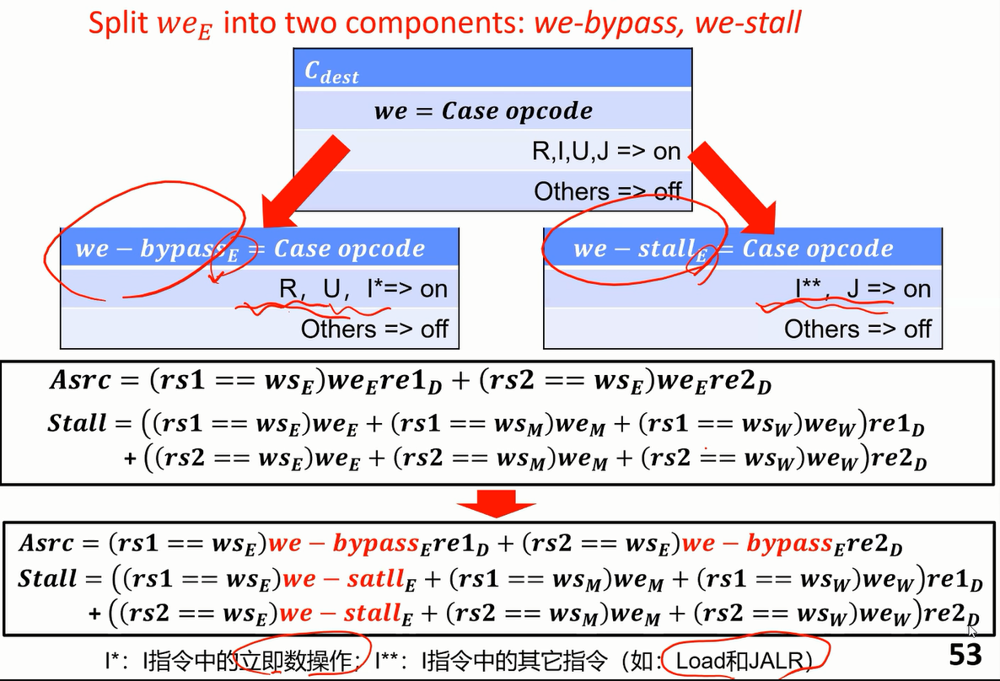 Split we_E into two components: we-bypass, we-stall
C_dest
we = Case opcode
R,I,U,J => on
Others => off
we − bypass_E = Case opcode
R, U, I*=> on
Others => off
we − stall_E = Case opcode
I**, J => on
Others => off
Asrc = (rs1 == ws_E)we_E re1_D + (rs2 == ws_E)we_E re2_D
Stall = ((rs1 == ws_E)we_E + (rs1 == ws_M)we_M + (rs1 == ws_W)we_W)re1_D
+ ((rs2 == ws_E)we_E + (rs2 == ws_M)we_M + (rs2 == ws_W)we_W)re2_D
Asrc = (rs1 == ws_E)we − bypass_E re1_D + (rs2 == ws_E)we − bypass_E re2_D
Stall = ((rs1 == ws_E)we − satll_E + (rs1 == ws_M)we_M + (rs1 == ws_W)we_W)re1_D
+ ((rs2 == ws_E)we − stall_E + (rs2 == ws_M)we_M + (rs2 == ws_W)we_W)re2_D
I*：I指令中的立即数操作；I**：I指令中的其它指令（如：Load和JALR）
53